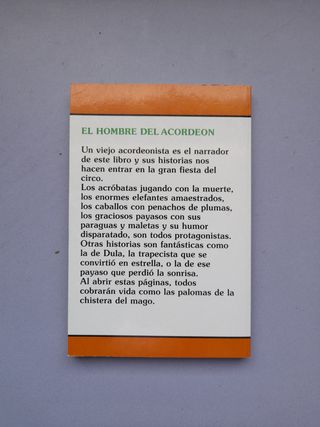 EL HOMBRE DEL ACORDEON
Un viejo acordeonista es el narrador
de este libro y sus historias nos
hacen entrar en la gran fiesta del
circo.
Los acróbatas jugando con la muerte,
los enormes elefantes amaestrados,
los caballos con penachos de plumas,
los graciosos payasos con sus
paraguas y maletas y su humor
disparatado, son todos protagonistas.
Otras historias son fantásticas como
la de Dula, la trapecista que se
convirtió en estrella, o la de ese
payaso que perdió la sonrisa.
Al abrir estas páginas, todos
cobrarán vida como las palomas de la
chistera del mago.